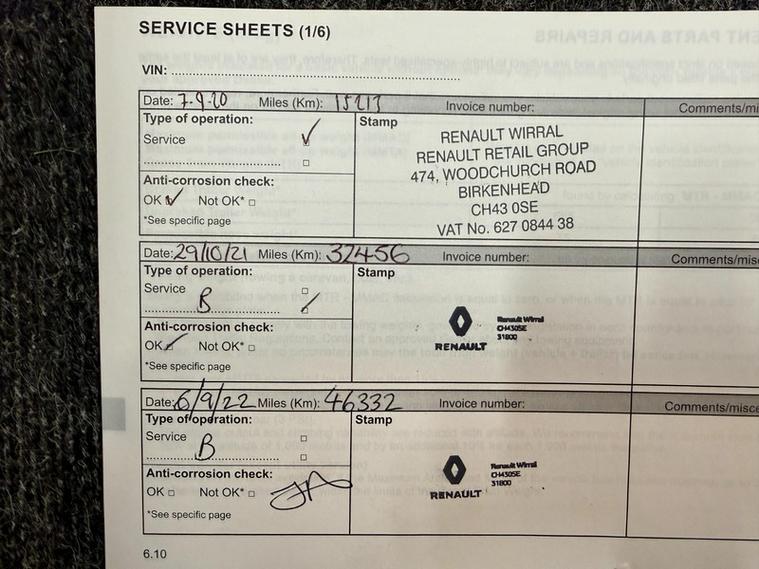 SERVICE SHEETS (1/6)
VIN: ............................................................
Date: 7-9-20 Miles (Km): 15213 Invoice number: Comments/mi
Type of operation: Stamp
Service ✓
............................................ □
Anti-corrosion check:
OK ✓ Not OK* □
*See specific page
RENAULT WIRRAL
RENAULT RETAIL GROUP
474, WOODCHURCH ROAD
BIRKENHEAD
CH43 0SE
VAT No. 627 0844 38
Date: 29/10/21 Miles (Km): 32456 Invoice number: Comments/misc
Type of operation: Stamp
Service □
B ✓
Anti-corrosion check:
OK ✓ Not OK* □
*See specific page
RENAULT
Renault Wirral
CH430SE
31800
Date: 6/9/22 Miles (Km): 46332 Invoice number: Comments/misce
Type of operation: Stamp
Service □
B □
Anti-corrosion check:
OK □ Not OK* □
*See specific page
RENAULT
Renault Wirral
CH430SE
31800
6.10